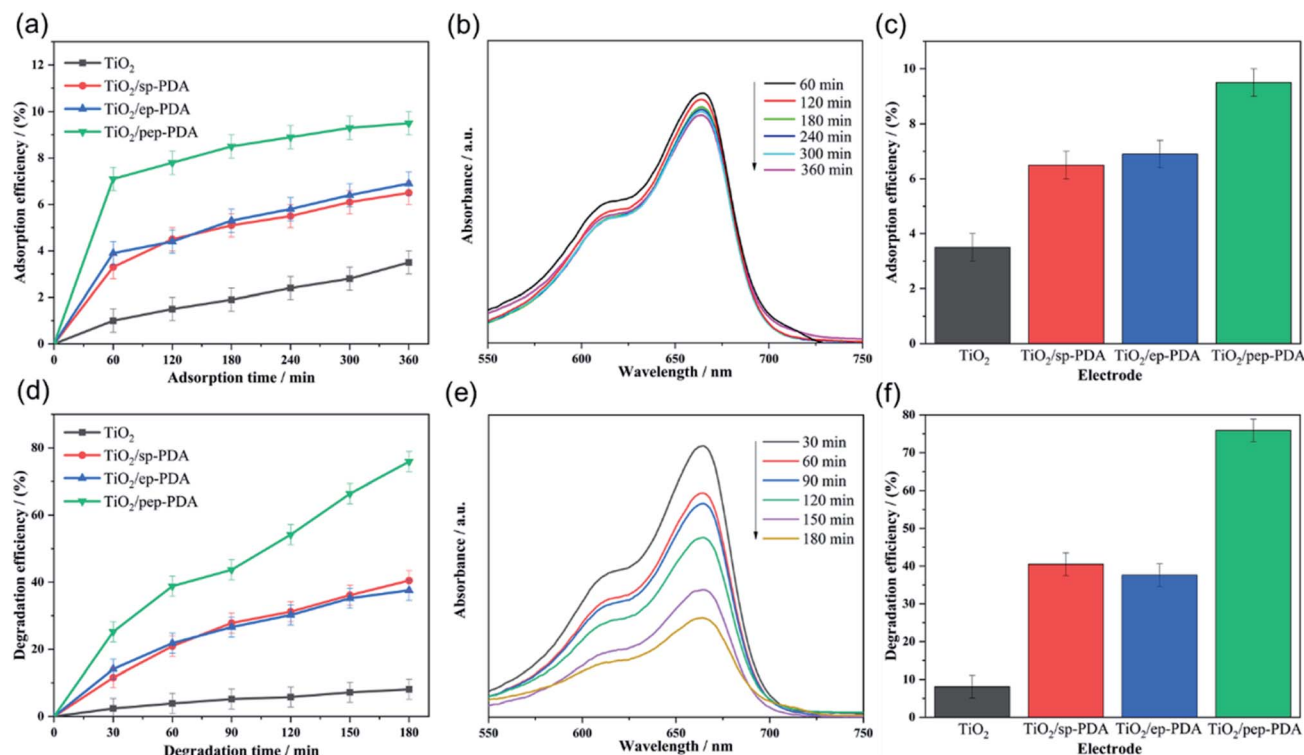 (a)
Adsorption efficiency / (%)
12
10
8
6
4
2
0
TiO2
TiO2/sp-PDA
TiO2/ep-PDA
TiO2/pep-PDA
0 60 120 180 240 300 360
Adsorption time / min
(b)
Absorbance / a.u.
60 min
120 min
180 min
240 min
300 min
360 min
550 600 650 700 750
Wavelength / nm
(c)
Adsorption efficiency / (%)
10
8
6
4
2
0
TiO2 TiO2/sp-PDA TiO2/ep-PDA TiO2/pep-PDA
Electrode
(d)
Degradation efficiency / (%)
80
60
40
20
0
TiO2
TiO2/sp-PDA
TiO2/ep-PDA
TiO2/pep-PDA
0 30 60 90 120 150 180
Degradation time / min
(e)
Absorbance / a.u.
30 min
60 min
90 min
120 min
150 min
180 min
550 600 650 700 750
Wavelength / nm
(f)
Degradation efficiency / (%)
80
70
60
50
40
30
20
10
0
TiO2 TiO2/sp-PDA TiO2/ep-PDA TiO2/pep-PDA
Electrode